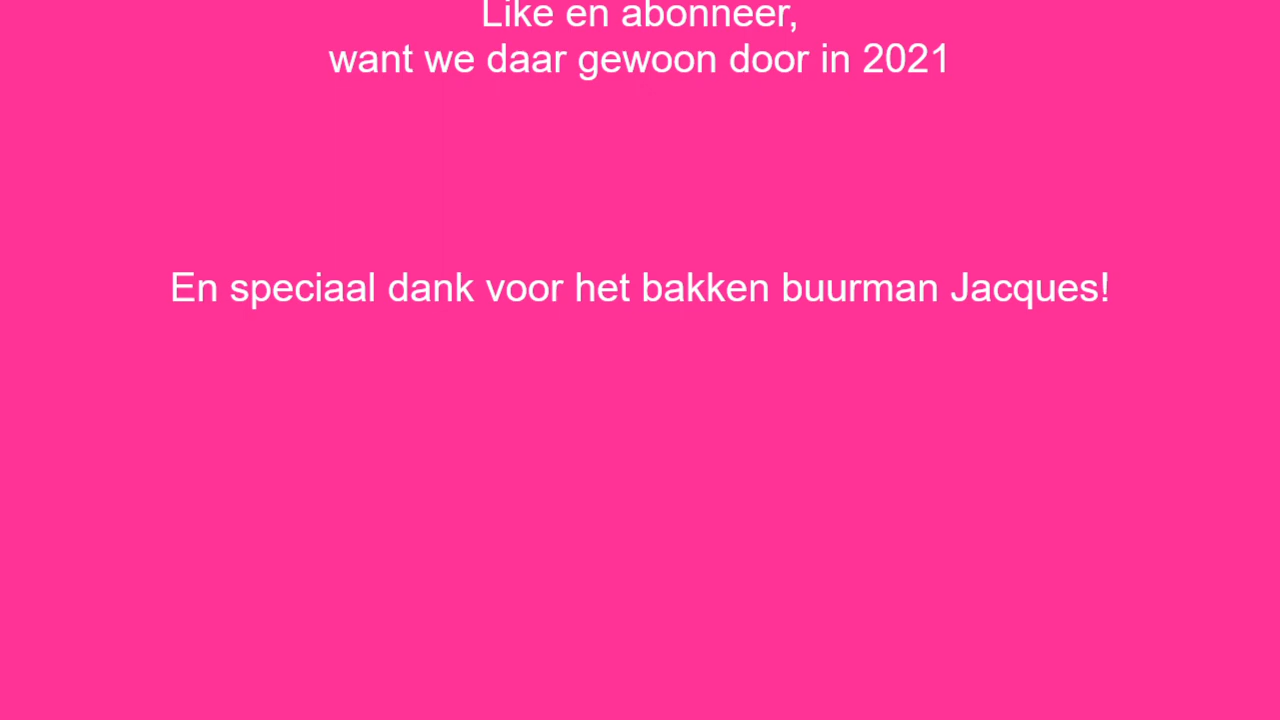 Like en abonneer,
want we daar gewoon door in 2021
En speciaal dank voor het bakken buurman Jacques!